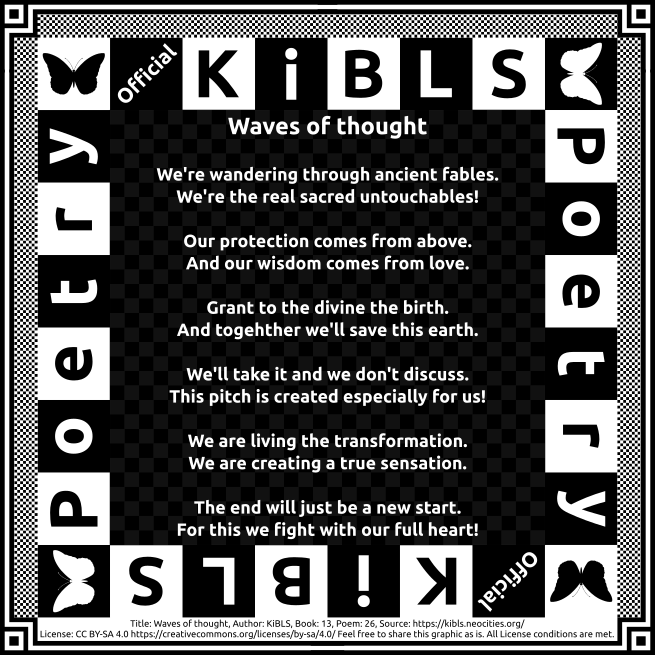 Official KiBLS
Poetry
Poetry
Waves of thought
We're wandering through ancient fables.
We're the real sacred untouchables!
Our protection comes from above.
And our wisdom comes from love.
Grant to the divine the birth.
And togehther we'll save this earth.
We'll take it and we don't discuss.
This pitch is created especially for us!
We are living the transformation.
We are creating a true sensation.
The end will just be a new start.
For this we fight with our full heart!
Official KiBLS
Title: Waves of thought, Author: KiBLS, Book: 13, Poem: 26, Source: https://kibls.neocities.org/
License: CC BY-SA 4.0 https://creativecommons.org/licenses/by-sa/4.0/ Feel free to share this graphic as is. All License conditions are met.